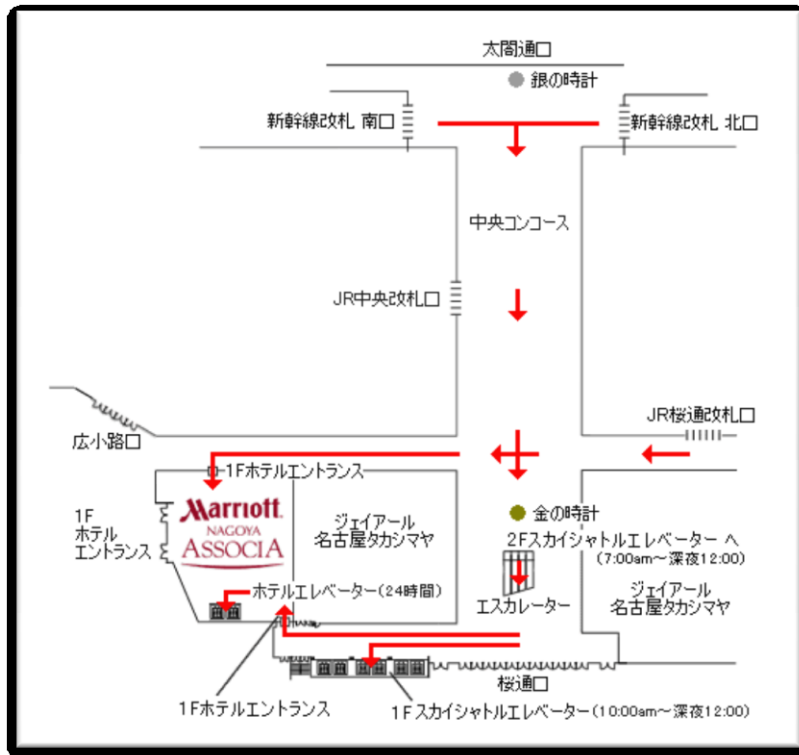 太閤通口
銀の時計
新幹線改札 南口
新幹線改札 北口
中央コンコース
JR中央改札口
JR桜通改札口
広小路口
1Fホテルエントランス
Marriott
NAGOYA
ASSOCIA
1F
ホテル
エントランス
ジェイアール
名古屋タカシマヤ
金の時計
2Fスカイシャトルエレベーター へ
(7:00am～深夜12:00)
エスカレーター
ジェイアール
名古屋タカシマヤ
ホテルエレベーター(24時間)
桜通口
1Fホテルエントランス
1Fスカイシャトルエレベーター(10:00am～深夜12:00)